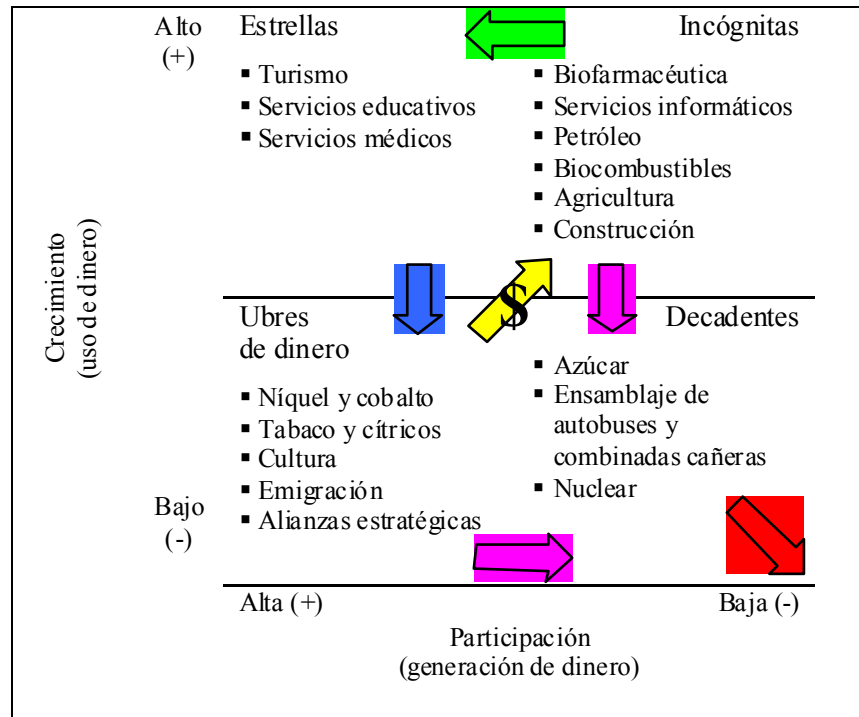 Alto
(+)
Estrellas
▪ Turismo
▪ Servicios educativos
▪ Servicios médicos
Incógnitas
▪ Biofarmacéutica
▪ Servicios informáticos
▪ Petróleo
▪ Biocombustibles
▪ Agricultura
▪ Construcción
Crecimiento
(uso de dinero)
$
Ubres
de dinero
▪ Níquel y cobalto
▪ Tabaco y cítricos
▪ Cultura
▪ Emigración
▪ Alianzas estratégicas
Decadentes
▪ Azúcar
▪ Ensamblaje de
autobuses y
combinadas cañeras
▪ Nuclear
Bajo
(-)
Alta (+)
Baja (-)
Participación
(generación de dinero)